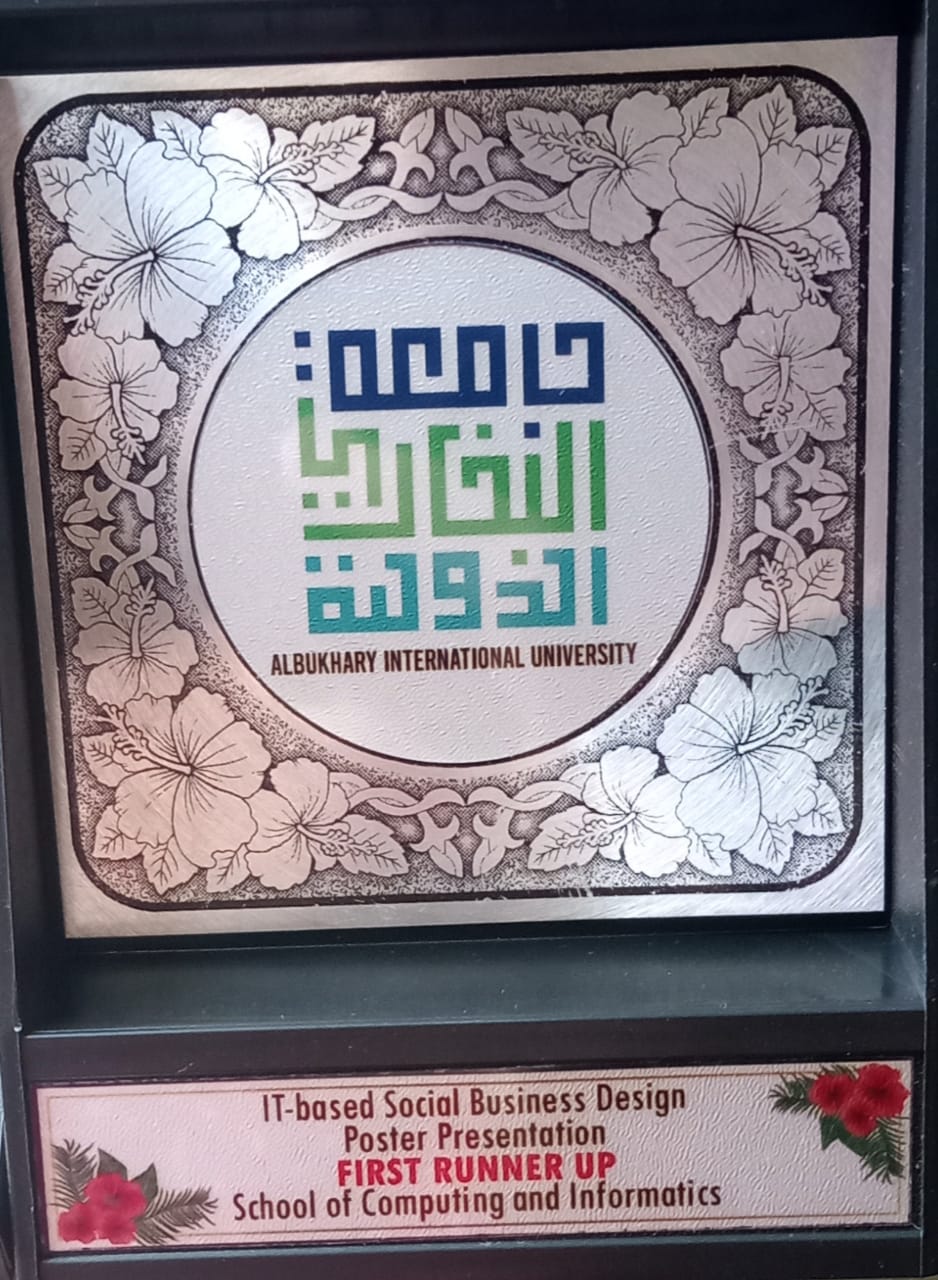 جامعة
البخاري
الدولية
ALBUKHARY INTERNATIONAL UNIVERSITY
IT-based Social Business Design
Poster Presentation
FIRST RUNNER UP
School of Computing and Informatics